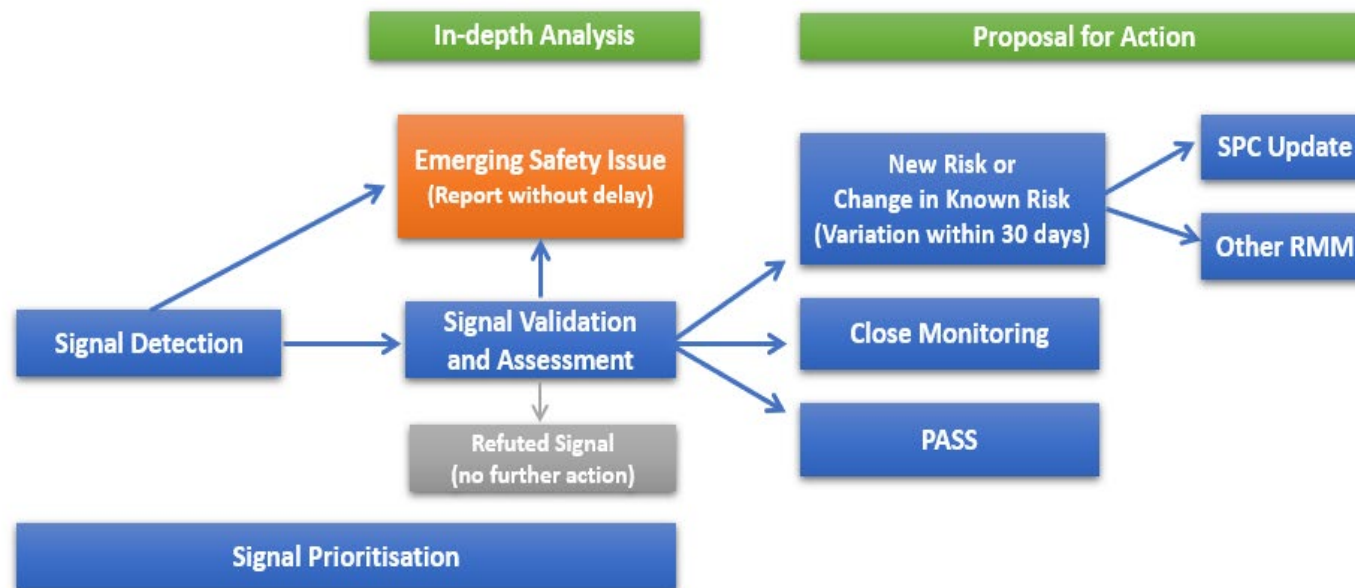 In-depth Analysis
Proposal for Action
Emerging Safety Issue
(Report without delay)
New Risk or
Change in Known Risk
(Variation within 30 days)
SPC Update
Other RMM
Signal Detection
Signal Validation
and Assessment
Close Monitoring
Refuted Signal
(no further action)
PASS
Signal Prioritisation